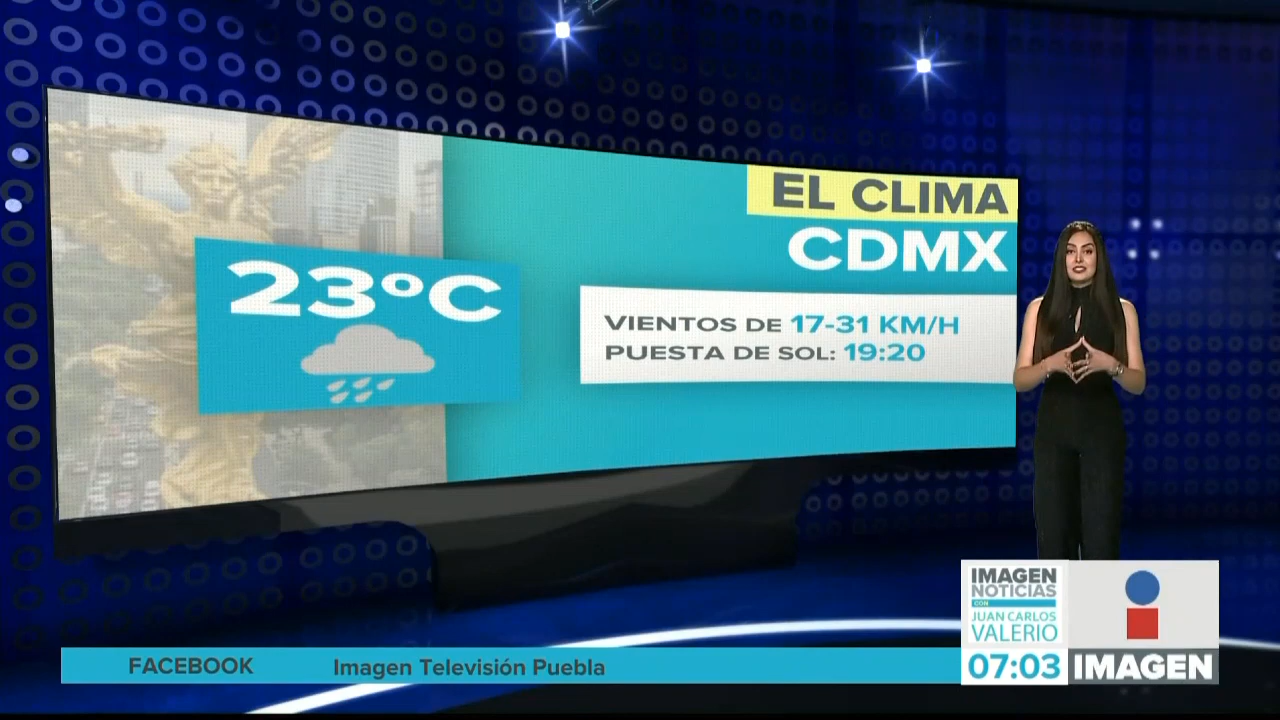 EL CLIMA
CDMX
23°C
VIENTOS DE 17-31 KM/H
PUESTA DE SOL: 19:20
IMAGEN
NOTICIAS
CON
JUAN CARLOS
VALERIO
07:03
IMAGEN
FACEBOOK Imagen Televisión Puebla